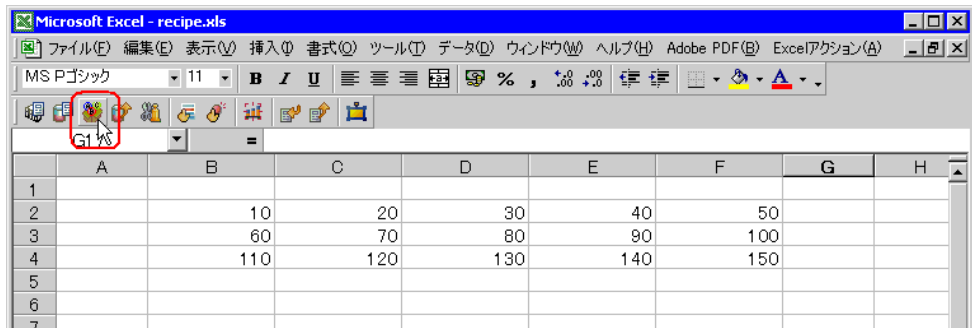 Microsoft Excel - recipe.xls
ファイル(F) 編集(E) 表示(V) 挿入(I) 書式(O) ツール(T) データ(D) ウィンドウ(W) ヘルプ(H) Adobe PDF(B) Excelアクション(A)
MS Pゴシック 11 B I U % ,
G1 =
A B C D E F G H
1
2 10 20 30 40 50
3 60 70 80 90 100
4 110 120 130 140 150
5
6
7